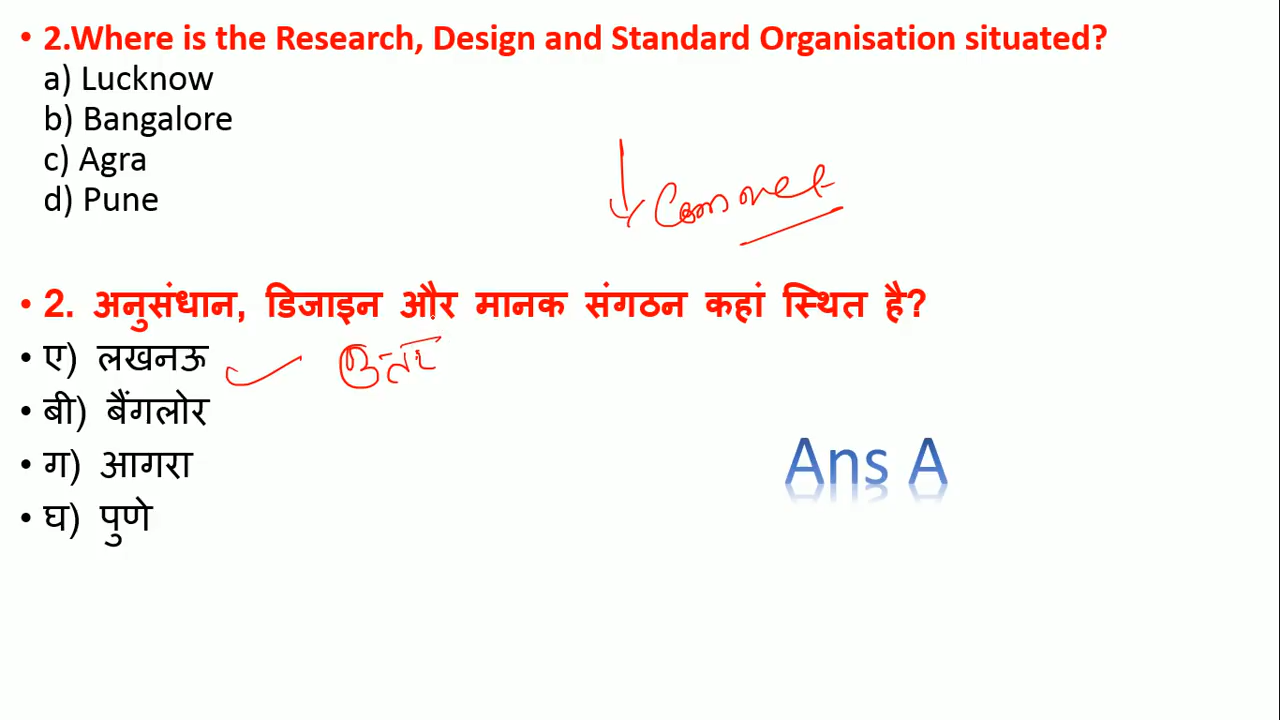 • 2.Where is the Research, Design and Standard Organisation situated?
a) Lucknow
b) Bangalore
c) Agra
d) Pune
• 2. अनुसंधान, डिजाइन और मानक संगठन कहां स्थित है?
• ए) लखनऊ
• बी) बैंगलोर
• ग) आगरा
• घ) पुणे
Ans A